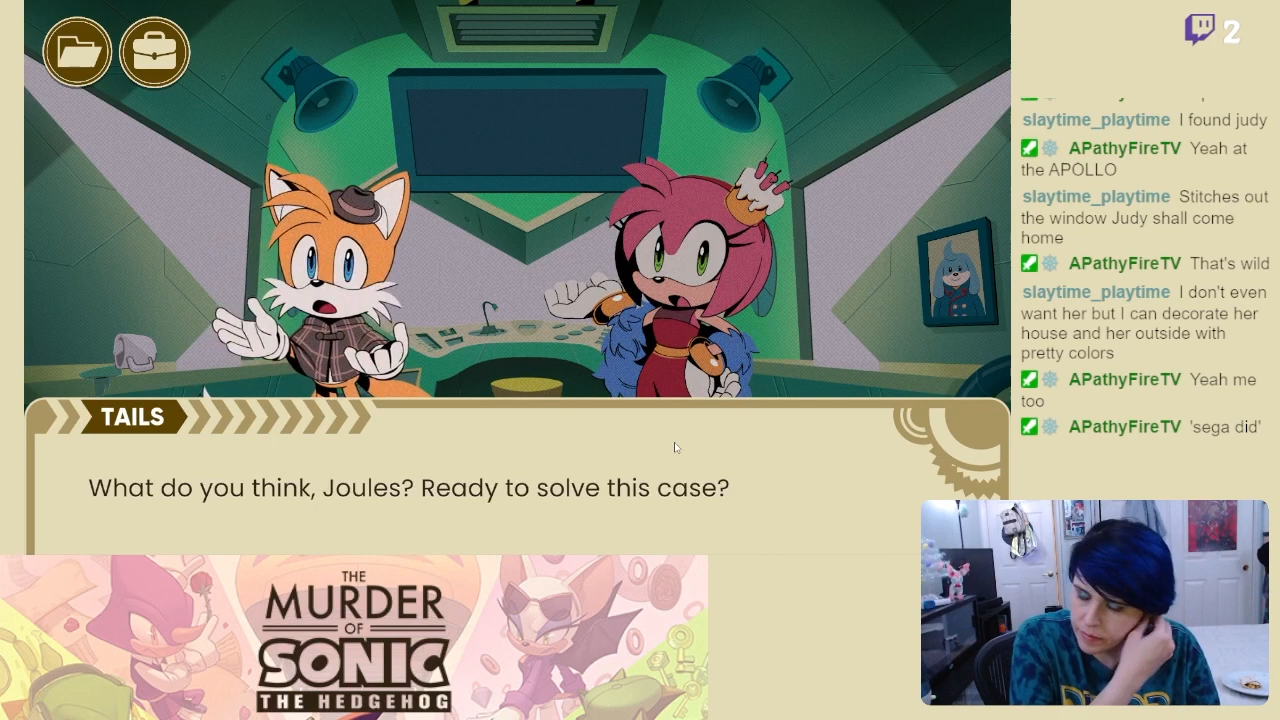 2
slaytime_playtime I found judy
APathyFireTV Yeah at
the APOLLO
slaytime_playtime Stitches out
the window Judy shall come
home
APathyFireTV That's wild
slaytime_playtime I don't even
want her but I can decorate her
house and her outside with
pretty colors
APathyFireTV Yeah me
too
APathyFireTV 'sega did'
TAILS
What do you think, Joules? Ready to solve this case?
THE
MURDER
OF
SONIC
THE HEDGEHOG